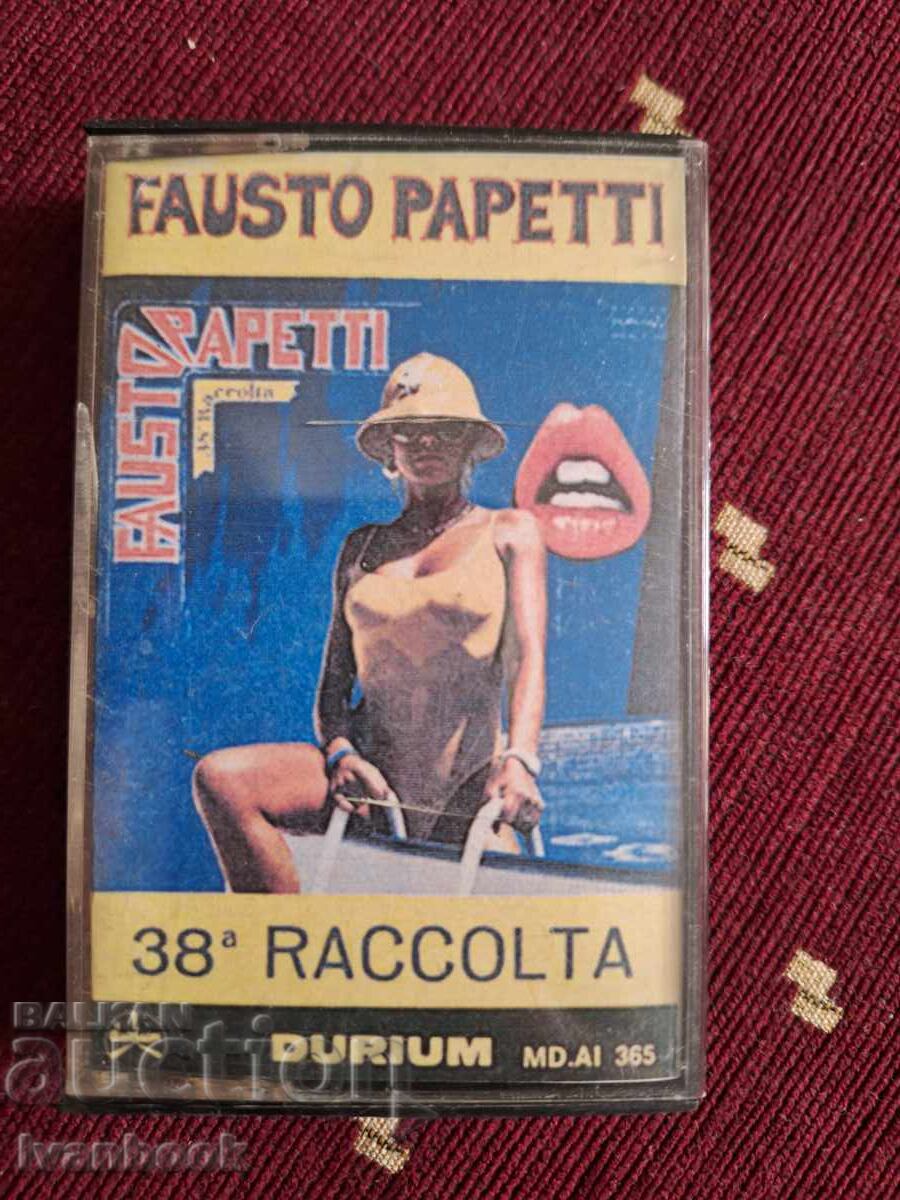 FAUSTO PAPETTI
FAUSTO PAPETTI
38ª Raccolta
38ª RACCOLTA
DURIUM MD.AI 365
BALKAN
auction
Ivanbook